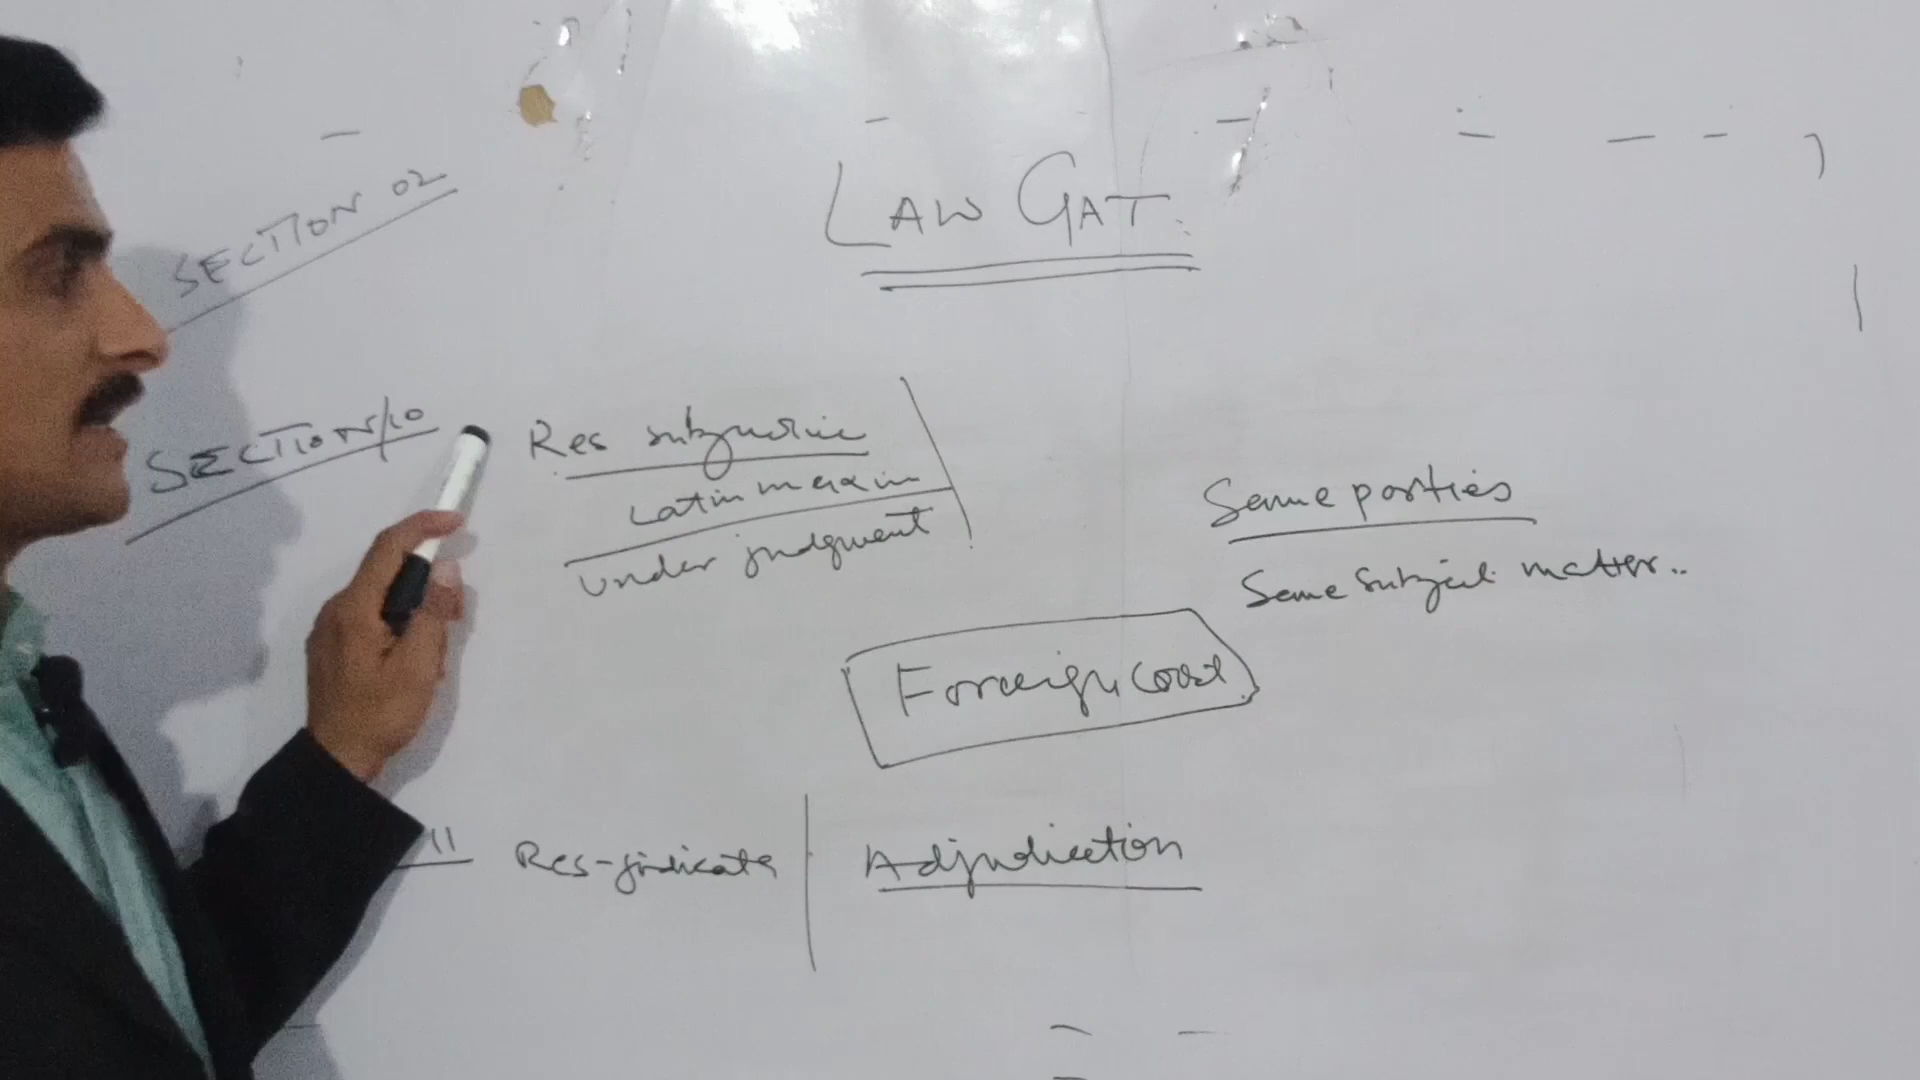 SECTION 02
LAW GAT
SECTION/10
Res subjudice
Latin maxim
under judgment
Same parties
Same Subject matter..
Foreign Court
11
Res-judicata
Adjudication